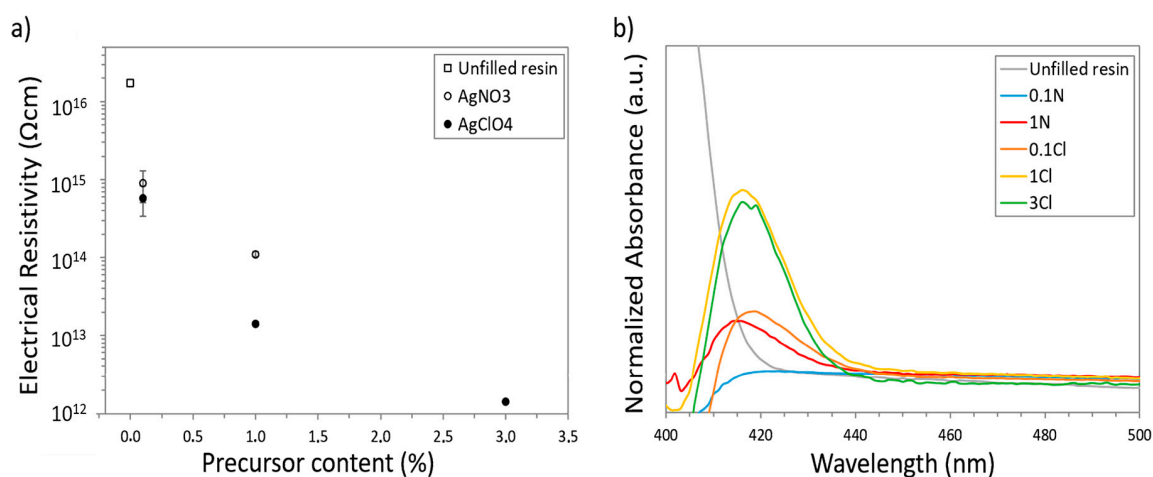 a)
Electrical Resistivity (Ωcm)
10¹⁶
10¹⁵
10¹⁴
10¹³
10¹²
0.0 0.5 1.0 1.5 2.0 2.5 3.0 3.5
Precursor content (%)
Unfilled resin
AgNO3
AgClO4
b)
Normalized Absorbance (a.u.)
400 420 440 460 480 500
Wavelength (nm)
Unfilled resin
0.1N
1N
0.1Cl
1Cl
3Cl